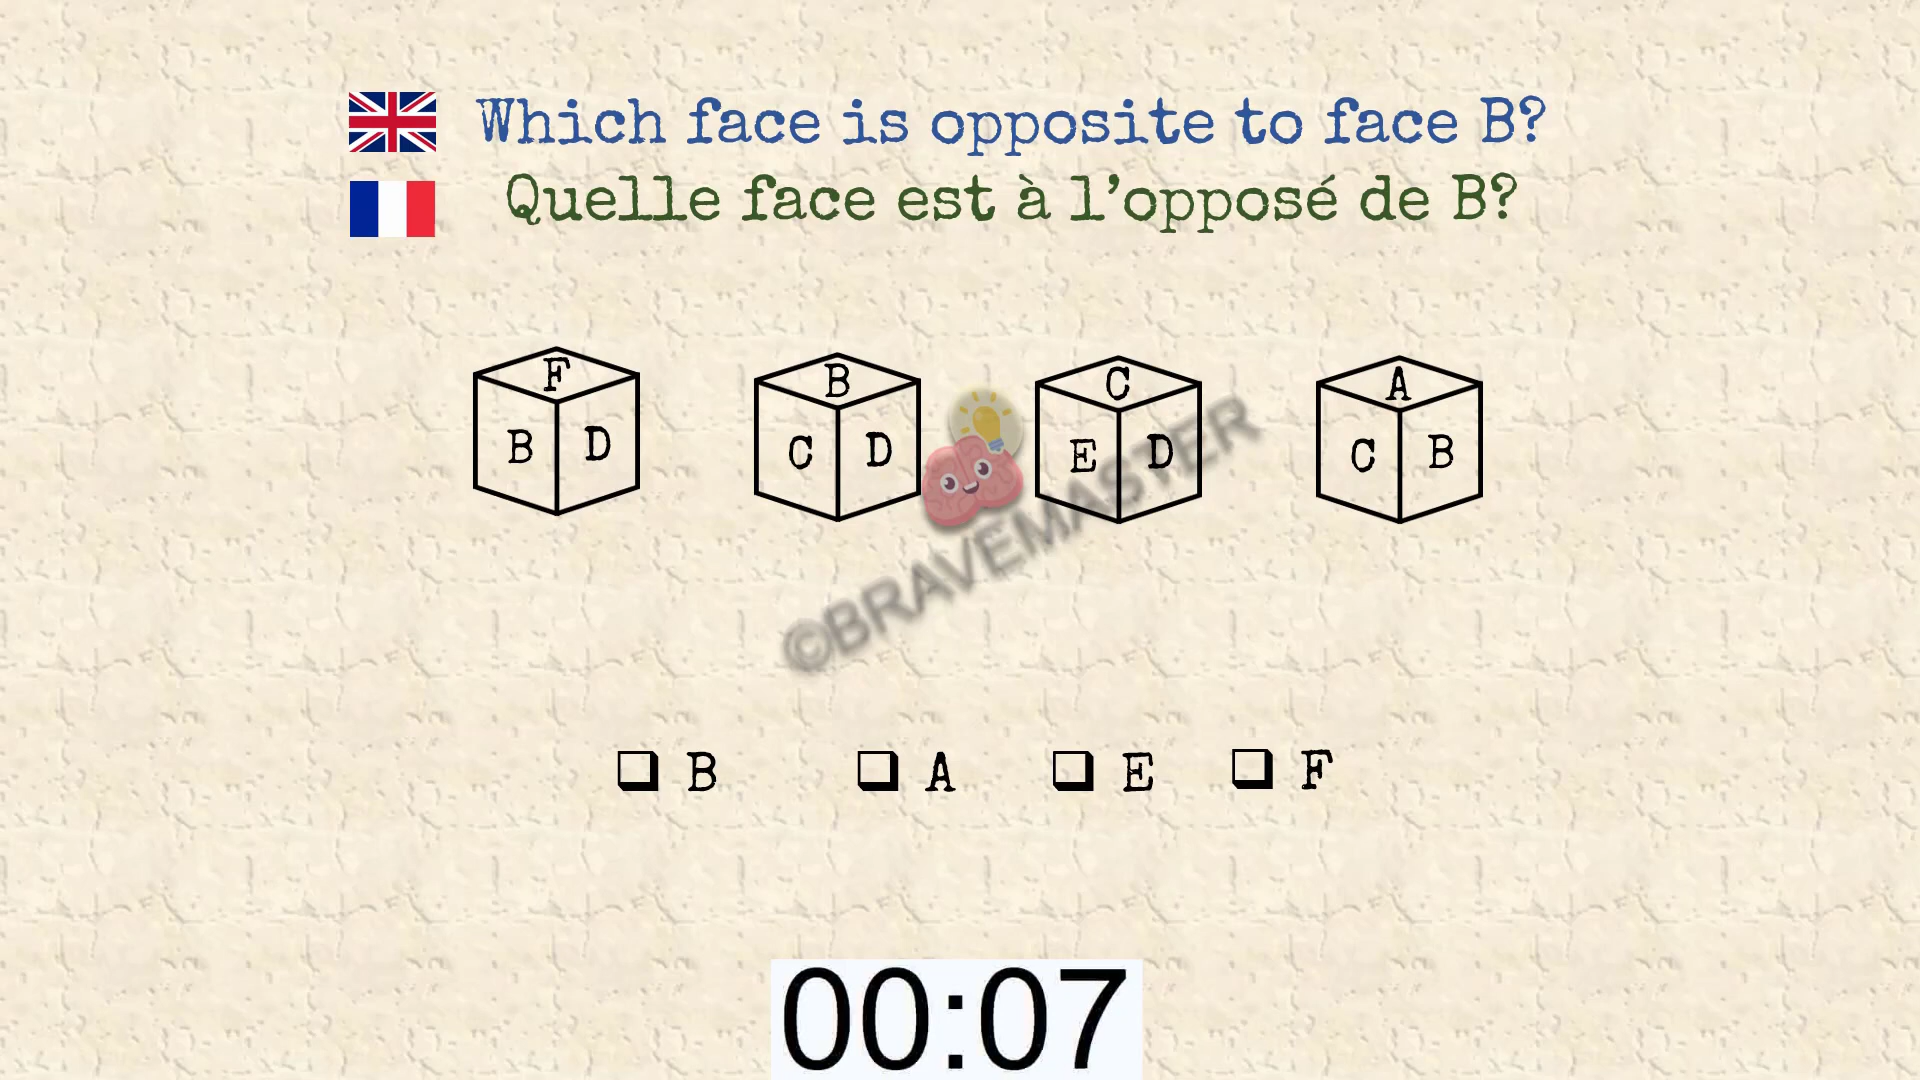 Which face is opposite to face B?
Quelle face est à l’opposé de B?
F
B D
B
C D
C
E D
A
C B
©BRAVEMASTER
❑ B ❑ A ❑ E ❑ F
00:07